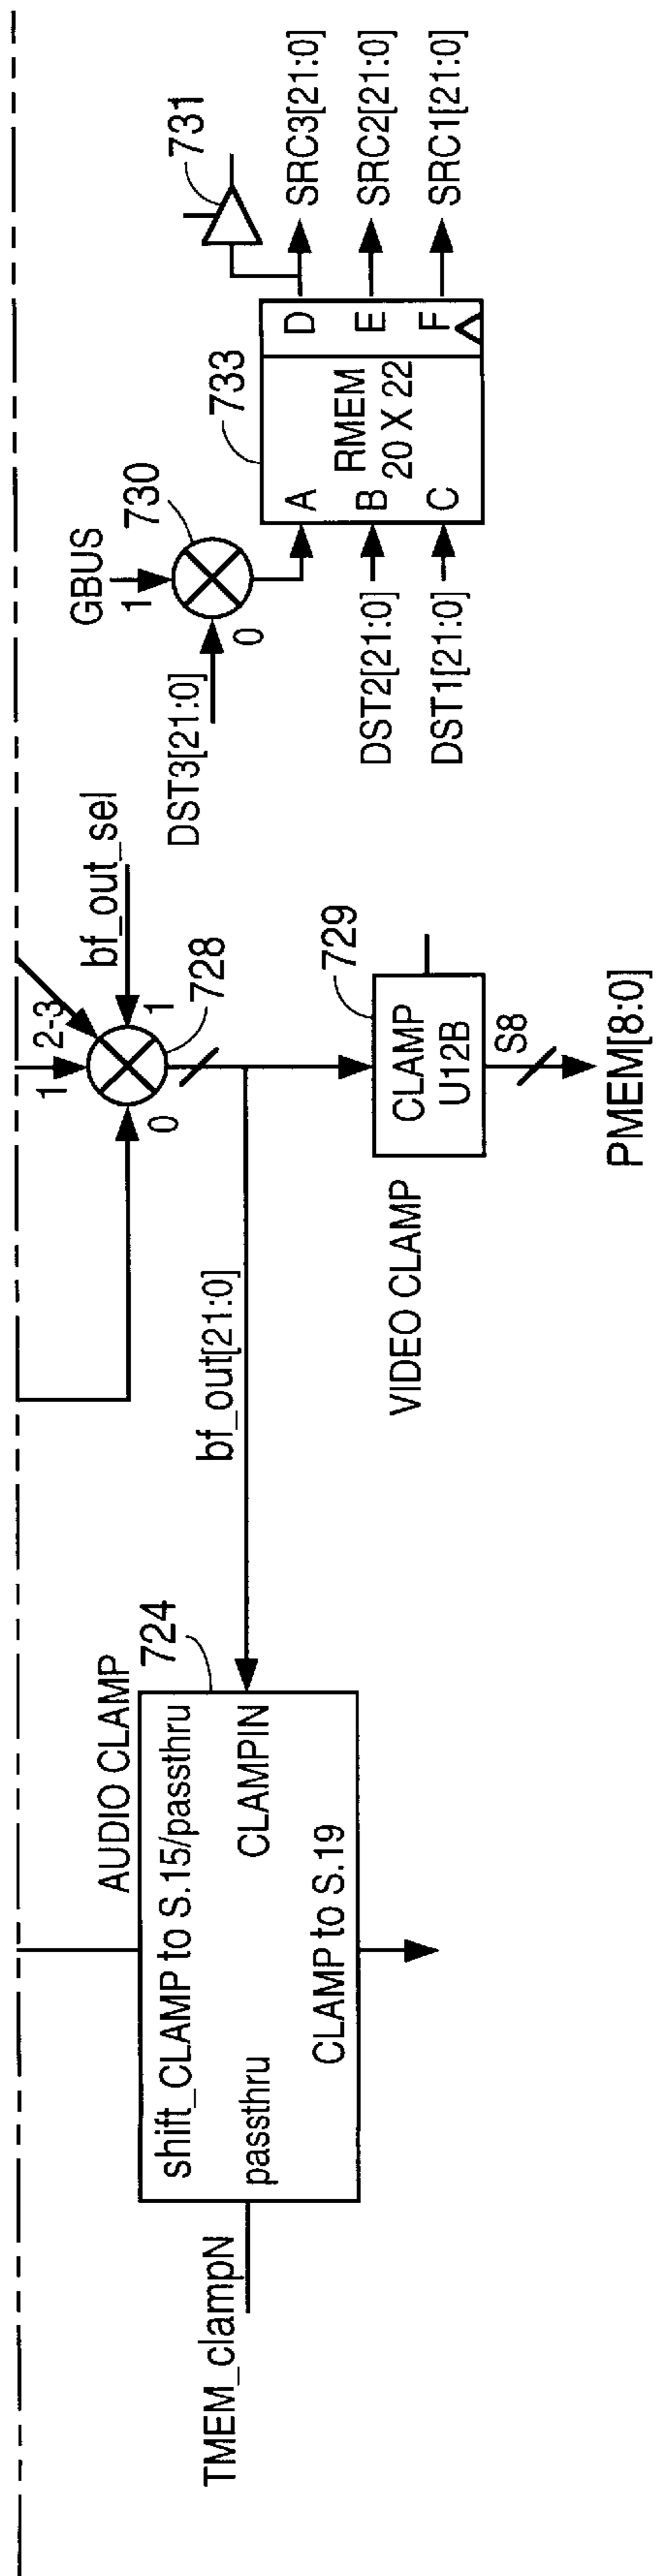 AUDIO CLAMP
724
shift_CLAMP to S.15/passthru
passthru
CLAMPIN
CLAMP to S.19
TMEM_clampN
bf_out[21:0]
1
2-3
bf_out_sel
1
0
728
729
CLAMP
U12B
VIDEO CLAMP
S8
PMEM[8:0]
GBUS
1
730
DST3[21:0]
0
733
731
A
B
C
RMEM
20 X 22
D
E
F
DST2[21:0]
DST1[21:0]
SRC3[21:0]
SRC2[21:0]
SRC1[21:0]